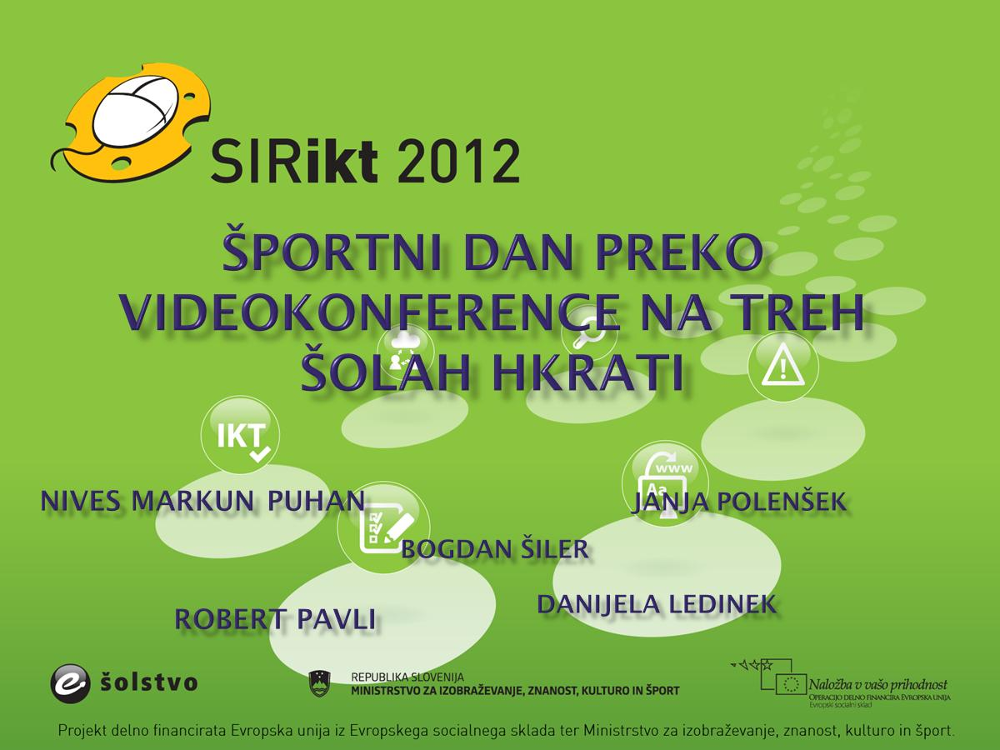 SIRikt 2012
ŠPORTNI DAN PREKO
VIDEOKONFERENCE NA TREH
ŠOLAH HKRATI
IKT
www
Aa
NIVES MARKUN PUHAN
JANJA POLENŠEK
BOGDAN ŠILER
DANIJELA LEDINEK
ROBERT PAVLI
e šolstvo
REPUBLIKA SLOVENIJA
MINISTRSTVO ZA IZOBRAŽEVANJE, ZNANOST, KULTURO IN ŠPORT
Naložba v vašo prihodnost
OPERACIJO DELNO FINANCIRA EVROPSKA UNIJA
Evropski socialni sklad
Projekt delno financirata Evropska unija iz Evropskega socialnega sklada ter Ministrstvo za izobraževanje, znanost, kulturo in šport.